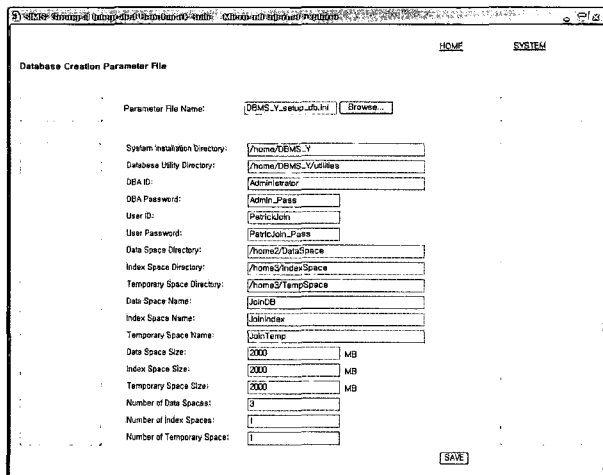 HOME SYSTEM
Database Creation Parameter File
Parameter File Name: DBMS_Y_setup_db.ini Browse...
System Installation Directory: /home/DBMS_Y
Database Utility Directory: /home/DBMS_Y/utilities
DBA ID: Administrator
DBA Password: Admin_Pass
User ID: PatrickJoin
User Password: PatricJoin_Pass
Data Space Directory: /home2/DataSpace
Index Space Directory: /home3/IndexSpace
Temporary Space Directory: /home3/TempSpace
Data Space Name: JoinDB
Index Space Name: JoinIndex
Temporary Space Name: JoinTemp
Data Space Size: 2000 MB
Index Space Size: 2000 MB
Temporary Space Size: 2000 MB
Number of Data Spaces: 3
Number of Index Spaces: 1
Number of Temporary Space: 1
SAVE